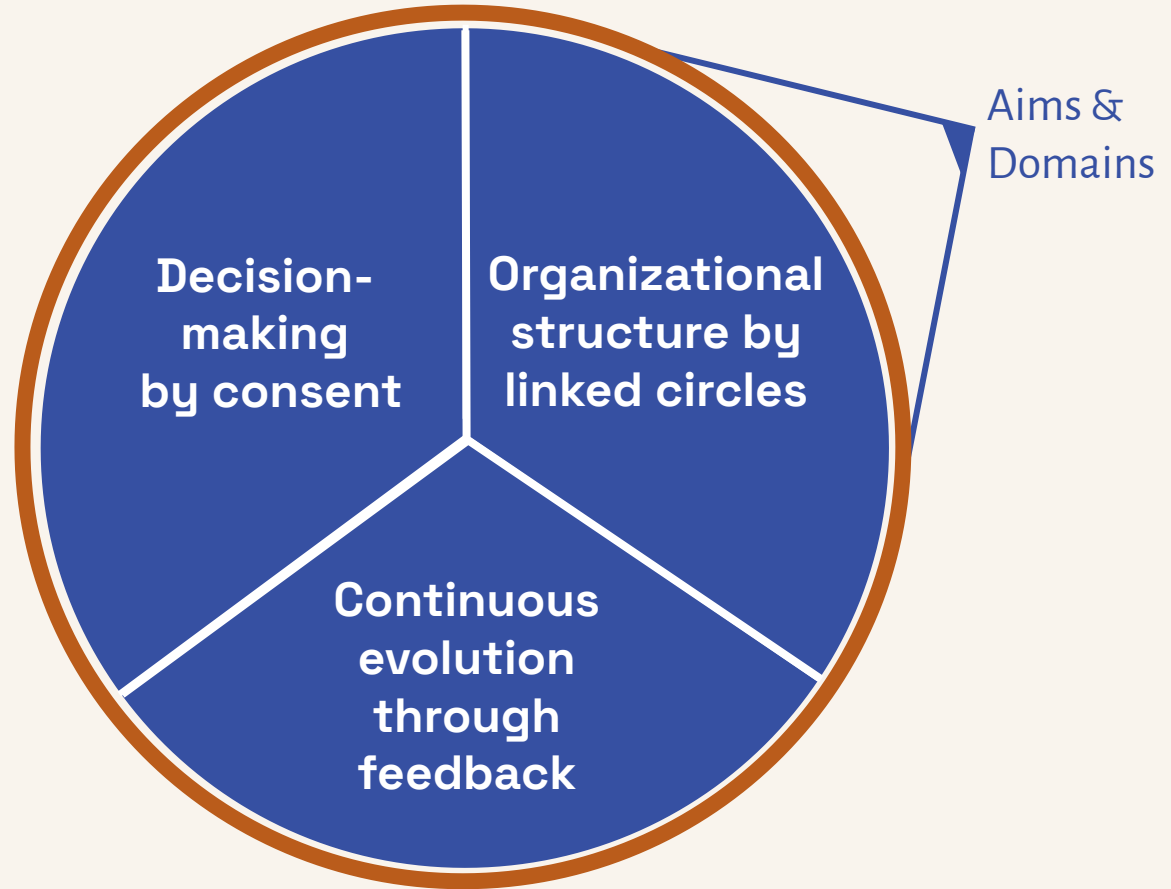 Decision-
making
by consent
Organizational
structure by
linked circles
Continuous
evolution
through
feedback
Aims &
Domains